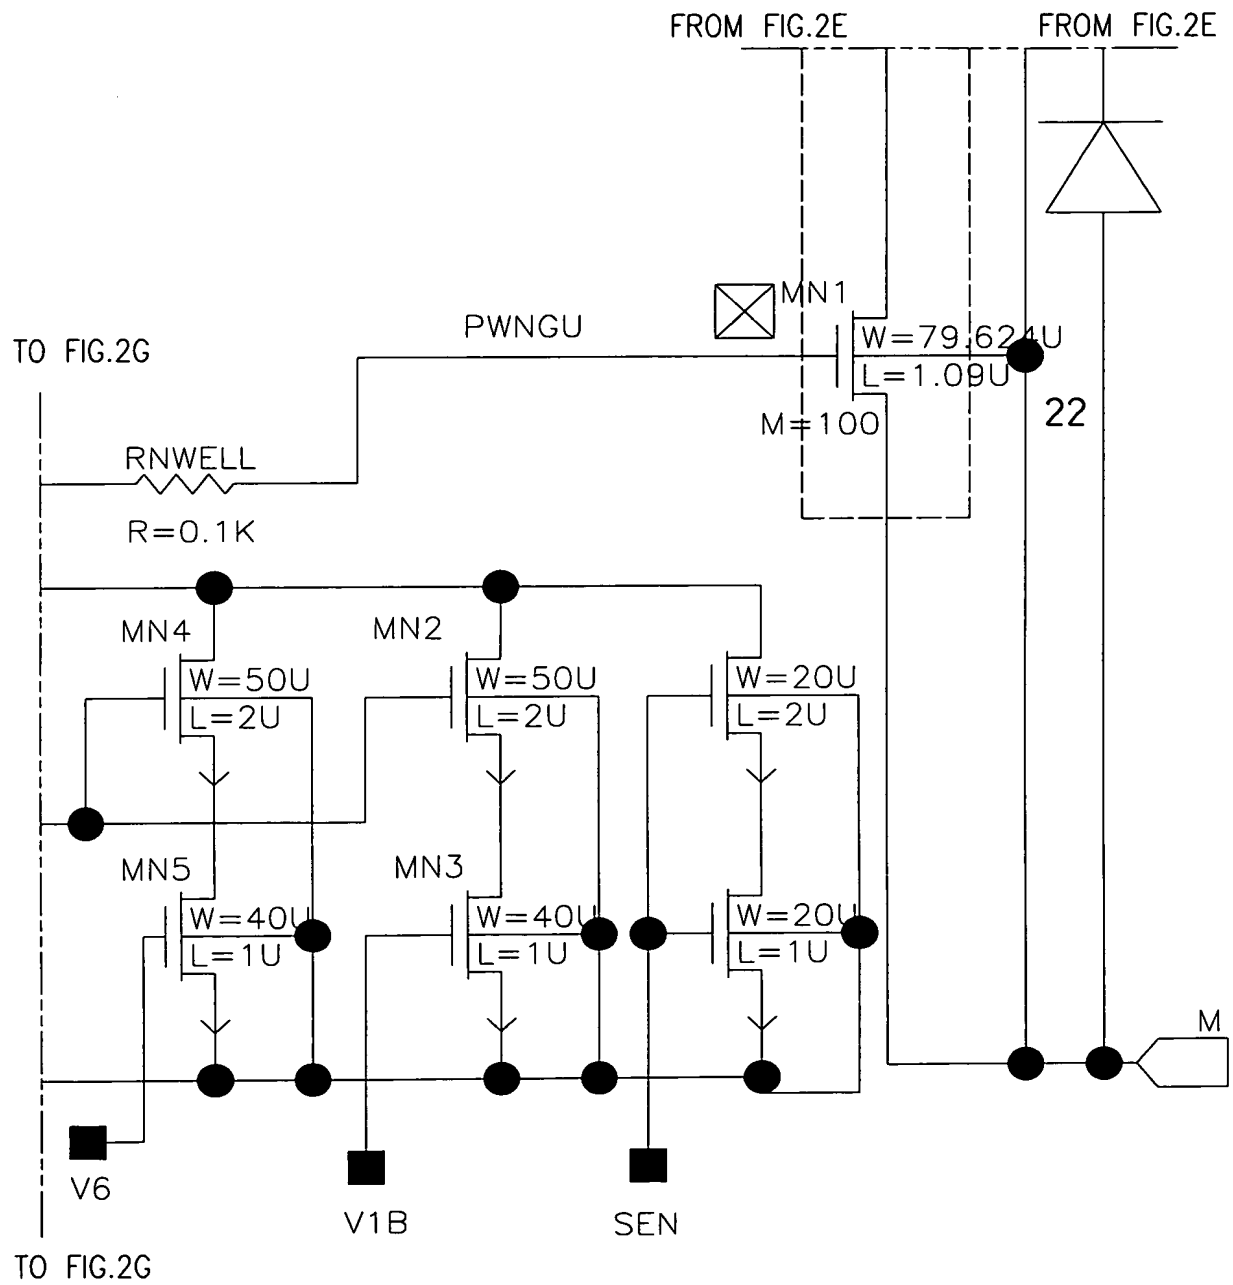 FROM FIG.2E
FROM FIG.2E
MN1
PWNGU
W=79.624U
TO FIG.2G
L=1.09U
22
M=100
RNWELL
R=0.1K
MN4
MN2
W=50U
W=50U
W=20U
L=2U
L=2U
L=2U
MN5
MN3
W=40U
W=40U
W=20U
L=1U
L=1U
L=1U
M
V6
V1B
SEN
TO FIG.2G